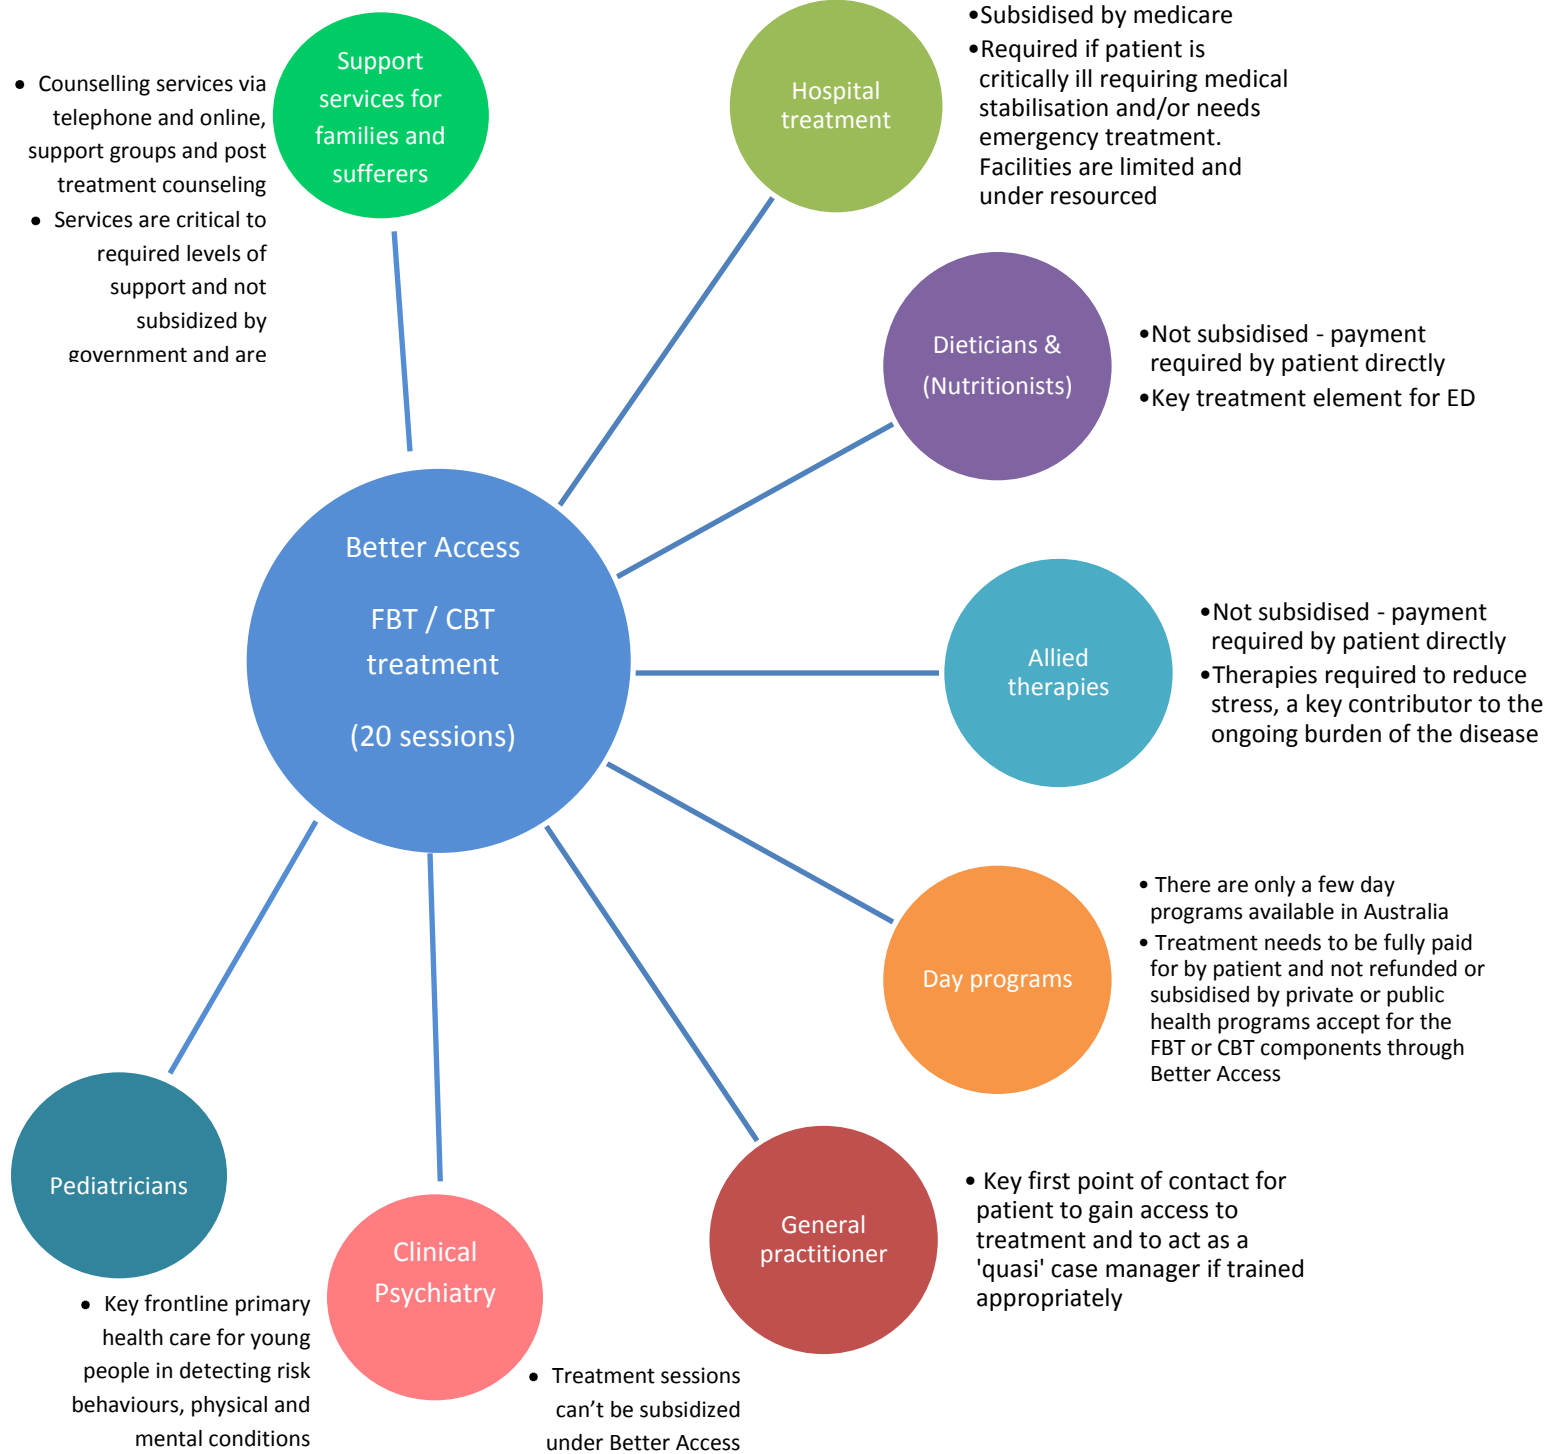 Support
services for
families and
sufferers
• Counselling services via
telephone and online,
support groups and post
treatment counseling
• Services are critical to
required levels of
support and not
subsidized by
government and are
Hospital
treatment
•Subsidised by medicare
•Required if patient is
critically ill requiring medical
stabilisation and/or needs
emergency treatment.
Facilities are limited and
under resourced
Dieticians &
(Nutritionists)
•Not subsidised - payment
required by patient directly
•Key treatment element for ED
Better Access
FBT / CBT
treatment
(20 sessions)
Allied
therapies
•Not subsidised - payment
required by patient directly
•Therapies required to reduce
stress, a key contributor to the
ongoing burden of the disease
Day programs
• There are only a few day
programs available in Australia
• Treatment needs to be fully paid
for by patient and not refunded or
subsidised by private or public
health programs accept for the
FBT or CBT components through
Better Access
General
practitioner
• Key first point of contact for
patient to gain access to
treatment and to act as a
'quasi' case manager if trained
appropriately
Clinical
Psychiatry
• Treatment sessions
can’t be subsidized
under Better Access
Pediatricians
• Key frontline primary
health care for young
people in detecting risk
behaviours, physical and
mental conditions